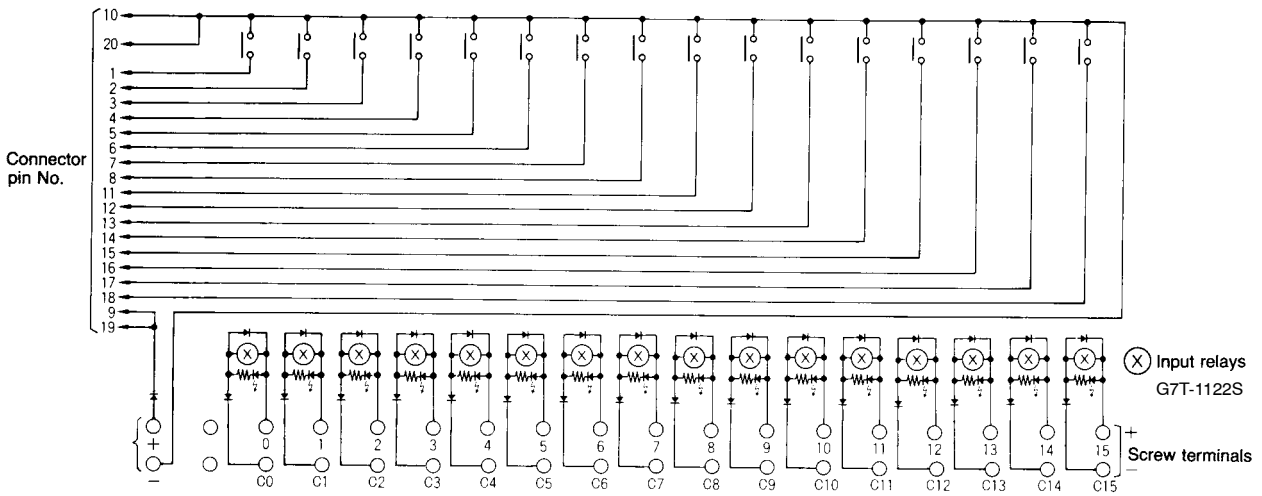 10
20
1
2
3
4
5
6
Connector
pin No.
7
8
11
12
13
14
15
16
17
18
9
19
X X X X X X X X X X X X X X X X
X Input relays
G7T-1122S
+ 0 1 2 3 4 5 6 7 8 9 10 11 12 13 14 15 +
Screw terminals
− C0 C1 C2 C3 C4 C5 C6 C7 C8 C9 C10 C11 C12 C13 C14 C15 −